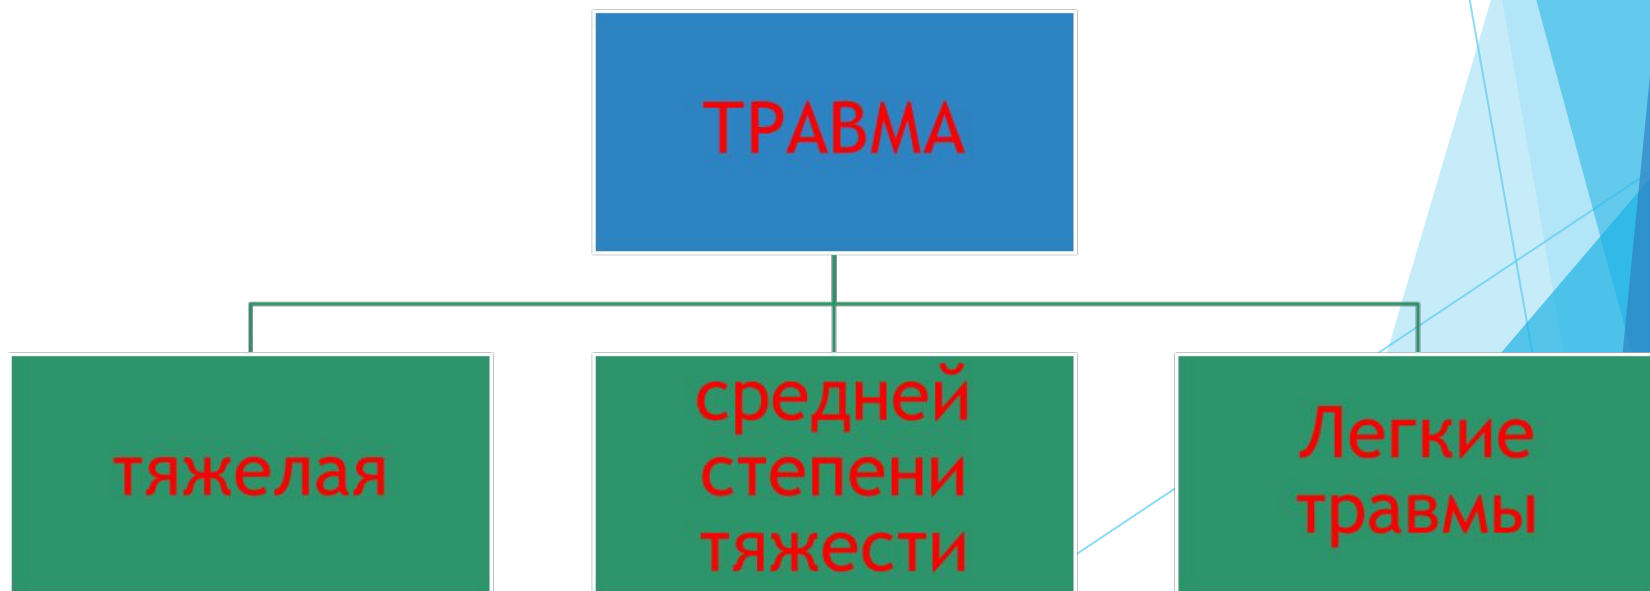 ТРАВМА
тяжелая
средней
степени
тяжести
Легкие
травмы